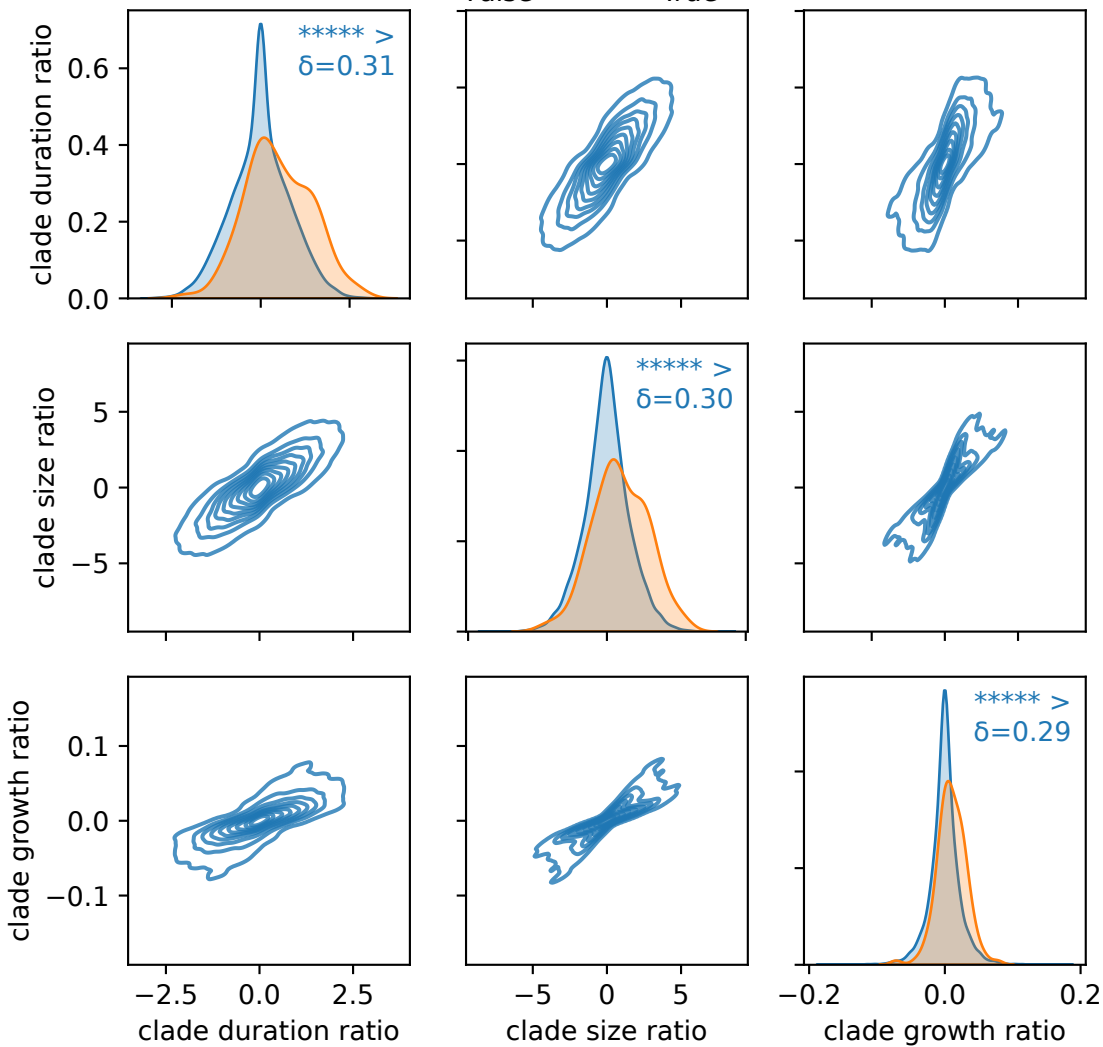 clade duration ratio
0.6
0.4
0.2
0.0
***** >
δ=0.31
clade size ratio
5
0
−5
***** >
δ=0.30
clade growth ratio
0.1
0.0
−0.1
***** >
δ=0.29
−2.5 0.0 2.5
−5 0 5
−0.2 0.0 0.2
clade duration ratio
clade size ratio
clade growth ratio